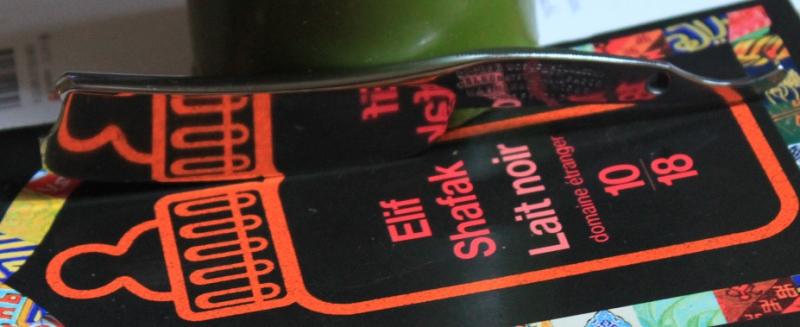 Elif
Shafak
Lait noir
domaine étranger
10
18